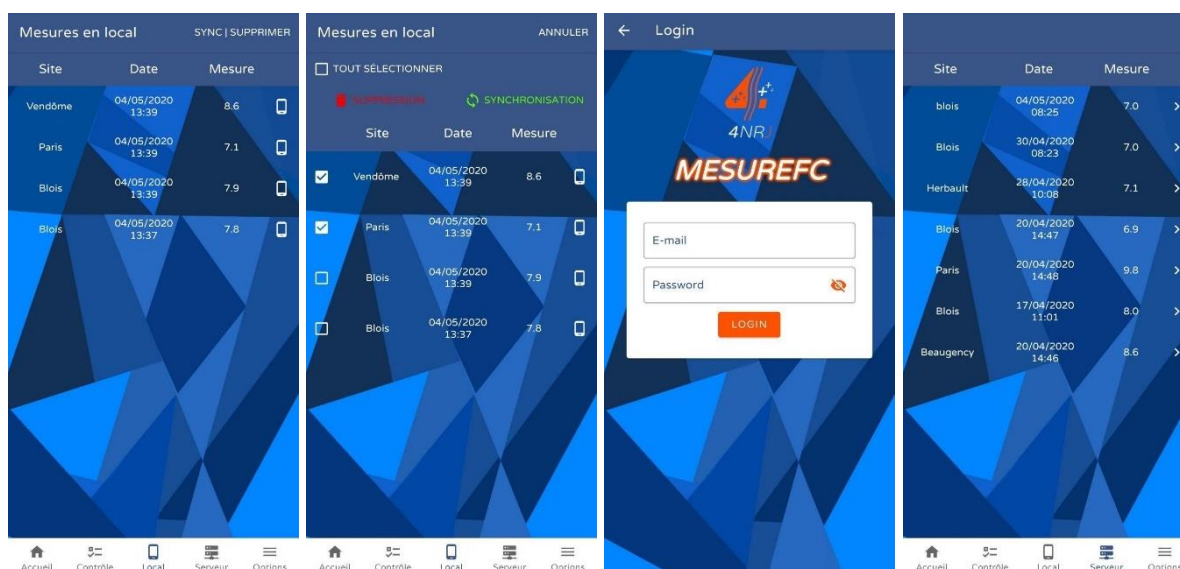 Mesures en local SYNC | SUPPRIMER
Site Date Mesure
Vendôme 04/05/2020 13:39 8.6
Paris 04/05/2020 13:39 7.1
Blois 04/05/2020 13:39 7.9
Blois 04/05/2020 13:37 7.8
Accueil Contrôle Local Serveur Options
Mesures en local ANNULER
TOUT SÉLECTIONNER
SUPPRESSION SYNCHRONISATION
Site Date Mesure
Vendôme 04/05/2020 13:39 8.6
Paris 04/05/2020 13:39 7.1
Blois 04/05/2020 13:39 7.9
Blois 04/05/2020 13:37 7.8
Accueil Contrôle Local Serveur Options
Login
4NRJ
MESUREFC
E-mail
Password
LOGIN
Site Date Mesure
blois 04/05/2020 08:25 7.0
Blois 30/04/2020 08:23 7.0
Herbault 28/04/2020 10:08 7.1
Blois 20/04/2020 14:47 6.9
Paris 20/04/2020 14:48 9.8
Blois 17/04/2020 11:01 8.0
Beaugency 20/04/2020 14:46 8.6
Accueil Contrôle Local Serveur Options